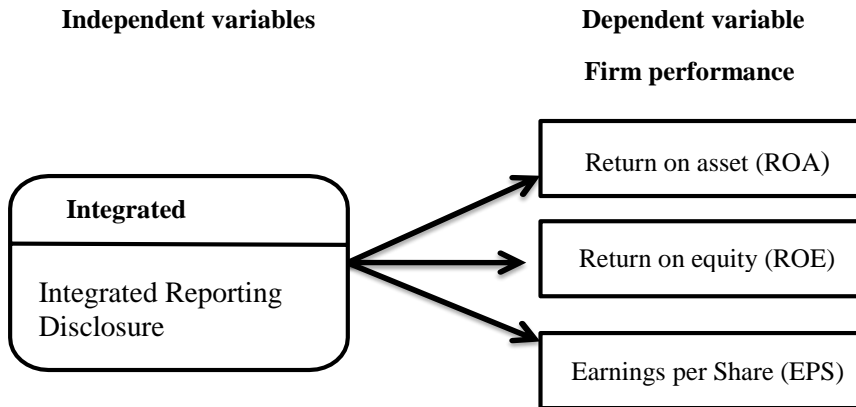 Independent variables
Dependent variable
Firm performance
Return on asset (ROA)
Integrated
Integrated Reporting
Disclosure
Return on equity (ROE)
Earnings per Share (EPS)